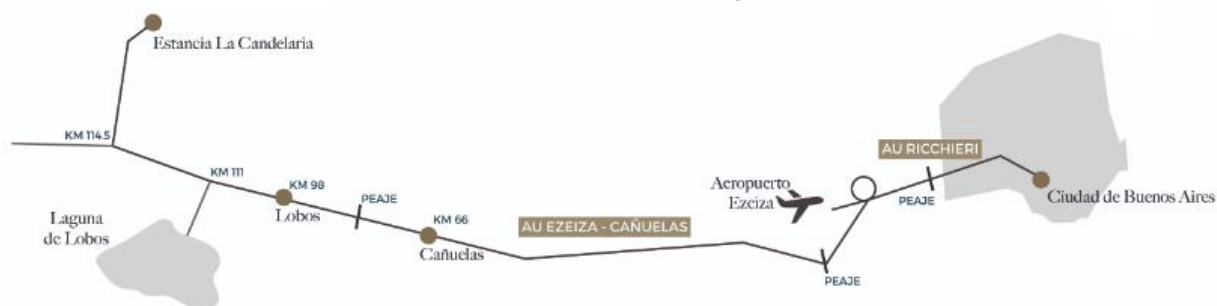 Estancia La Candelaria
KM 114.5
KM 111
KM 98
Lobos
PEAJE
Laguna
de Lobos
KM 66
Cañuelas
AU EZEIZA - CAÑUELAS
Aeropuerto
Ezeiza
PEAJE
AU RICCHIERI
PEAJE
Ciudad de Buenos Aires